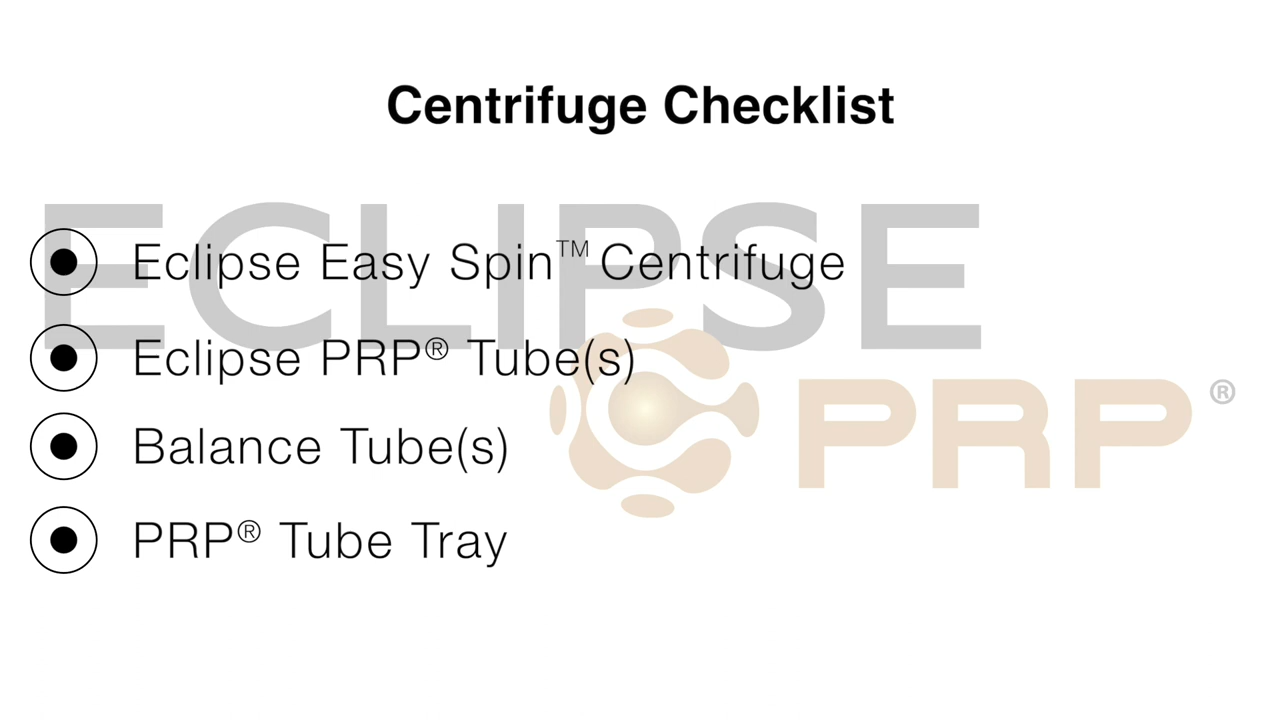 Centrifuge Checklist
ECLIPSE
Eclipse Easy Spin™ Centrifuge
Eclipse PRP® Tube(s)
PRP®
Balance Tube(s)
PRP® Tube Tray